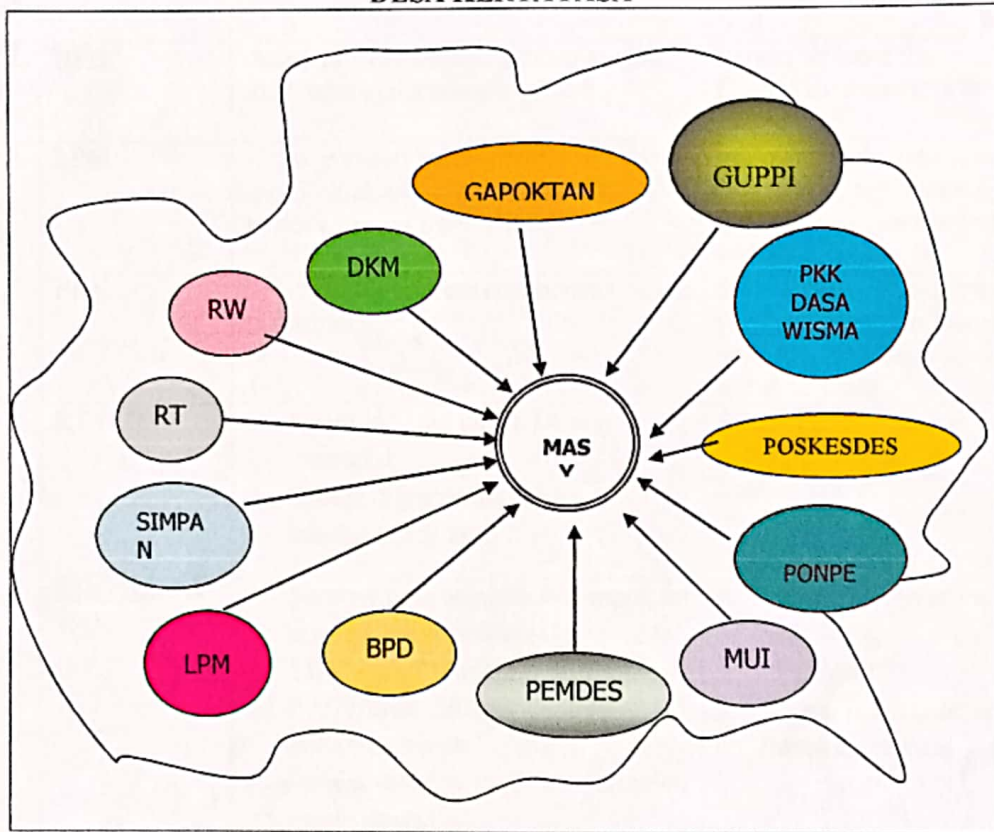 GAPOKTAN
GUPPI
DKM
PKK
DASA
WISMA
RW
RT
MAS
Y
POSKESDES
SIMPA
N
PONPE
LPM
BPD
PEMDES
MUI